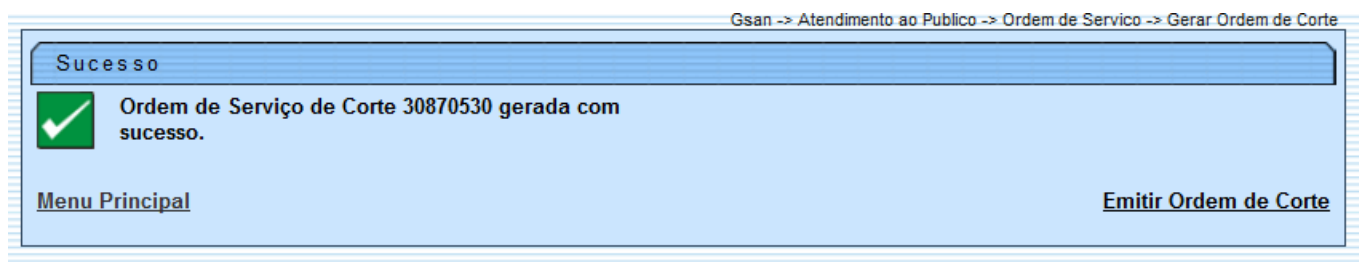 Gsan -> Atendimento ao Publico -> Ordem de Servico -> Gerar Ordem de Corte
Sucesso
Ordem de Serviço de Corte 30870530 gerada com
sucesso.
Menu Principal
Emitir Ordem de Corte